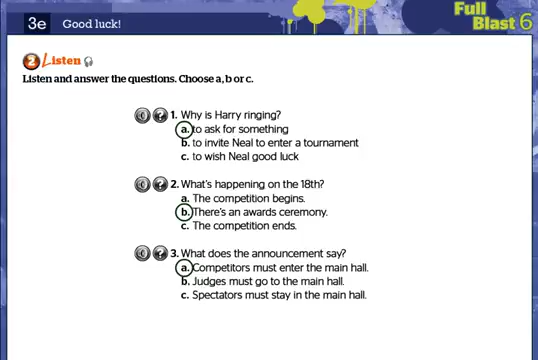 3e Good luck!
Full
Blast 6
2 Listen
Listen and answer the questions. Choose a, b or c.
1. Why is Harry ringing?
a. to ask for something
b. to invite Neal to enter a tournament
c. to wish Neal good luck
2. What's happening on the 18th?
a. The competition begins.
b. There's an awards ceremony.
c. The competition ends.
3. What does the announcement say?
a. Competitors must enter the main hall.
b. Judges must go to the main hall.
c. Spectators must stay in the main hall.